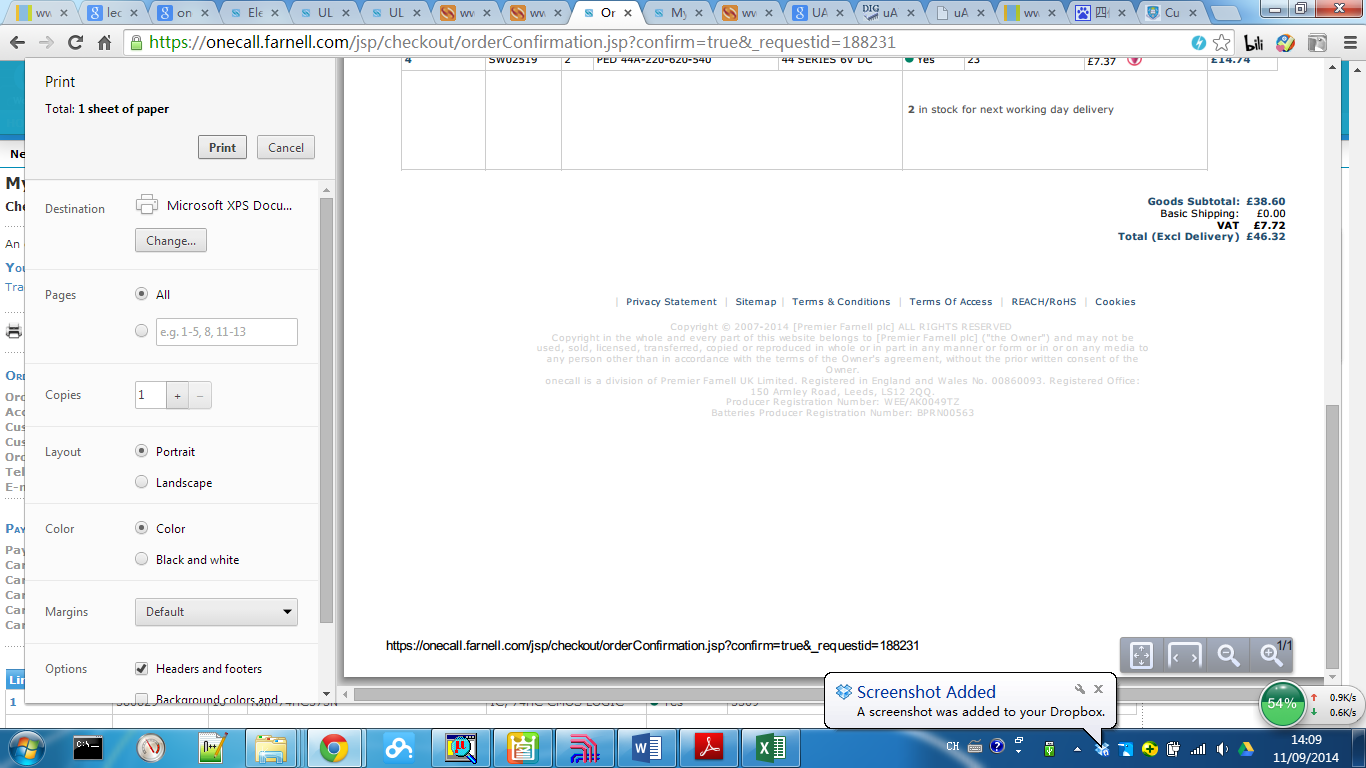 ww
lec
on
Ele
UL
UL
ww
ww
Or
My
ww
UA
uA
uA
ww
四
Cu
https://onecall.farnell.com/jsp/checkout/orderConfirmation.jsp?confirm=true&_requestid=188231
bili
Print
Total: 1 sheet of paper
Print
Cancel
Destination
Microsoft XPS Docu...
Change...
Pages
All
e.g. 1-5, 8, 11-13
Copies
1
+
−
Layout
Portrait
Landscape
Color
Color
Black and white
Margins
Default
Options
Headers and footers
Background colors and
4 SW02519 2 PED 44A-220-620-540 44 SERIES 6V DC Yes 23 £7.37 £14.74
2 in stock for next working day delivery
Goods Subtotal: £38.60
Basic Shipping: £0.00
VAT £7.72
Total (Excl Delivery) £46.32
| Privacy Statement | Sitemap | Terms & Conditions | Terms Of Access | REACH/RoHS | Cookies
Copyright © 2007-2014 [Premier Farnell plc] ALL RIGHTS RESERVED
Copyright in the whole and every part of this website belongs to [Premier Farnell plc] ("the Owner") and may not be
used, sold, licensed, transferred, copied or reproduced in whole or in part in any manner or form or in or on any media to
any person other than in accordance with the terms of the Owner's agreement, without the prior written consent of the
Owner.
onecall is a division of Premier Farnell UK Limited. Registered in England and Wales No. 00860093. Registered Office:
150 Armley Road, Leeds, LS12 2QG.
Producer Registration Number: WEE/AK0049TZ
Batteries Producer Registration Number: BPRN00563
https://onecall.farnell.com/jsp/checkout/orderConfirmation.jsp?confirm=true&_requestid=188231
1/1
Screenshot Added
A screenshot was added to your Dropbox.
54%
0.9K/s
0.6K/s
CH
14:09
11/09/2014